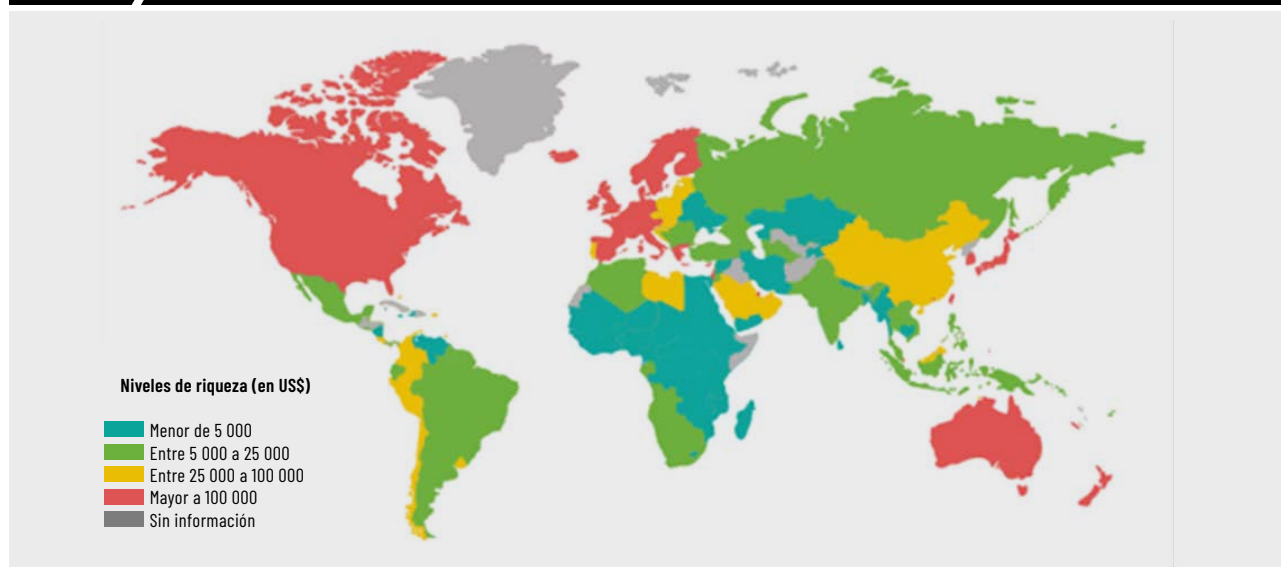 Niveles de riqueza (en US$)
Menor de 5 000
Entre 5 000 a 25 000
Entre 25 000 a 100 000
Mayor a 100 000
Sin información